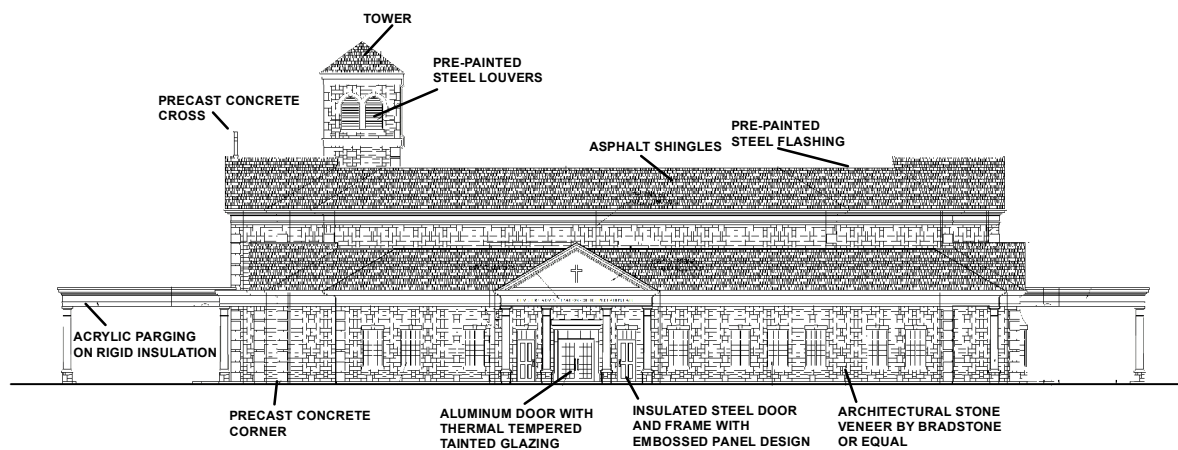 TOWER
PRE-PAINTED
STEEL LOUVERS
PRECAST CONCRETE
CROSS
ASPHALT SHINGLES
PRE-PAINTED
STEEL FLASHING
ACRYLIC PARGING
ON RIGID INSULATION
PRECAST CONCRETE
CORNER
ALUMINUM DOOR WITH
THERMAL TEMPERED
TAINTED GLAZING
INSULATED STEEL DOOR
AND FRAME WITH
EMBOSSED PANEL DESIGN
ARCHITECTURAL STONE
VENEER BY BRADSTONE
OR EQUAL